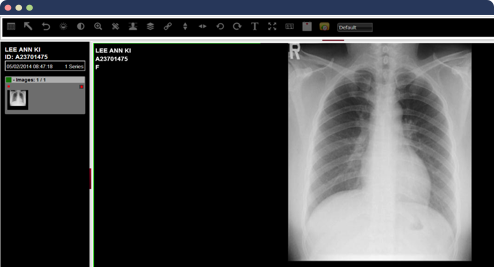 Default
LEE ANN KI
ID: A23701475
05/02/2014 08:47:18 1 Series
- Images: 1 / 1
LEE ANN KI
A23701475
F
R
T